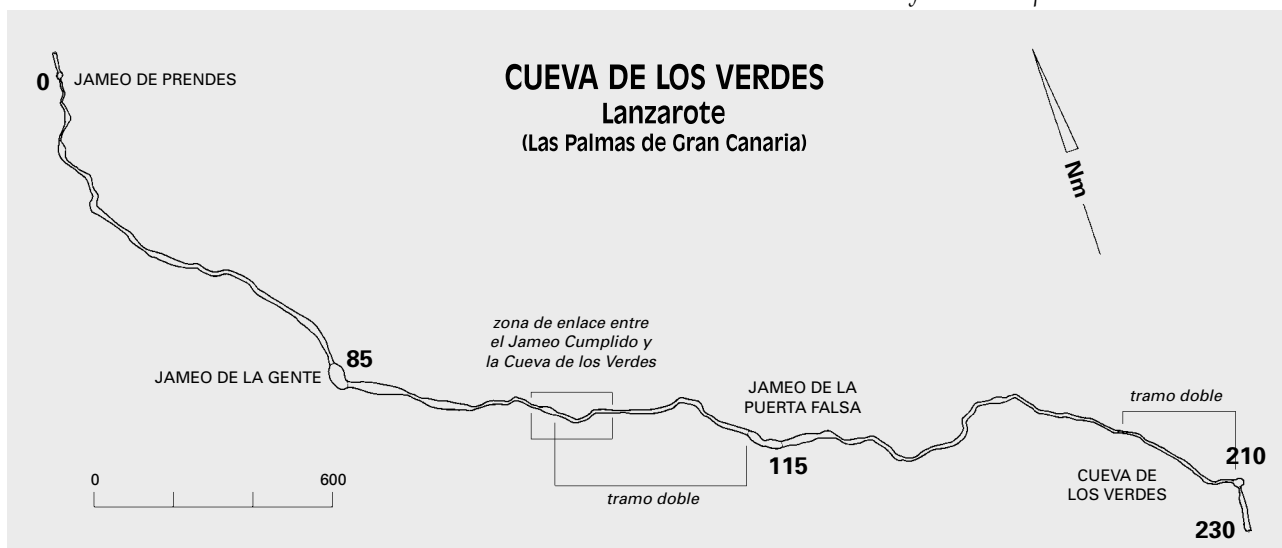 CUEVA DE LOS VERDES
Lanzarote
(Las Palmas de Gran Canaria)
0
JAMEO DE PRENDES
Nm
zona de enlace entre
el Jameo Cumplido y
la Cueva de los Verdes
85
JAMEO DE LA GENTE
JAMEO DE LA
PUERTA FALSA
115
tramo doble
tramo doble
210
CUEVA DE
LOS VERDES
230
0
600